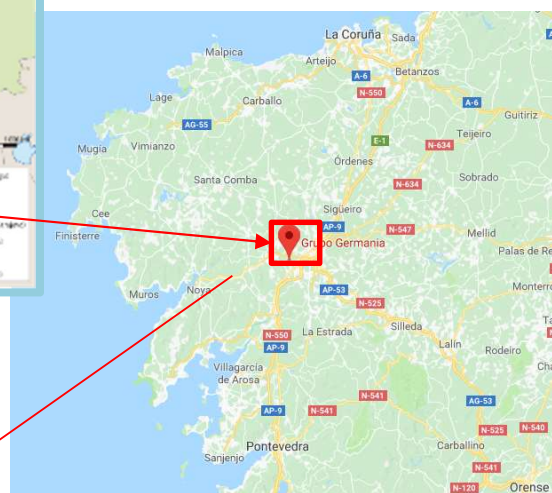 La Coruña
Sada
Malpica
Arteijo
A-6
Betanzos
N-550
Lage
Carballo
A-6
Guitiriz
AG-55
Teijeiro
Mugia
Vimianzo
E-1
N-634
Órdenes
Santa Comba
N-634
Sobrado
Cee
Sigüeiro
Finisterre
AP-9
N-547
Mellid
Grupo Germania
Palas de Re
Muros
Noya
AP-53
Monterro
N-525
N-550
La Estrada
Silleda
AP-9
Lalín
Rodeiro
Villagarcía
de Arosa
N-541
AG-53
AP-9
N-541
N-525
N-540
Pontevedra
Carballino
Sanjenjo
N-541
N-120
Orense